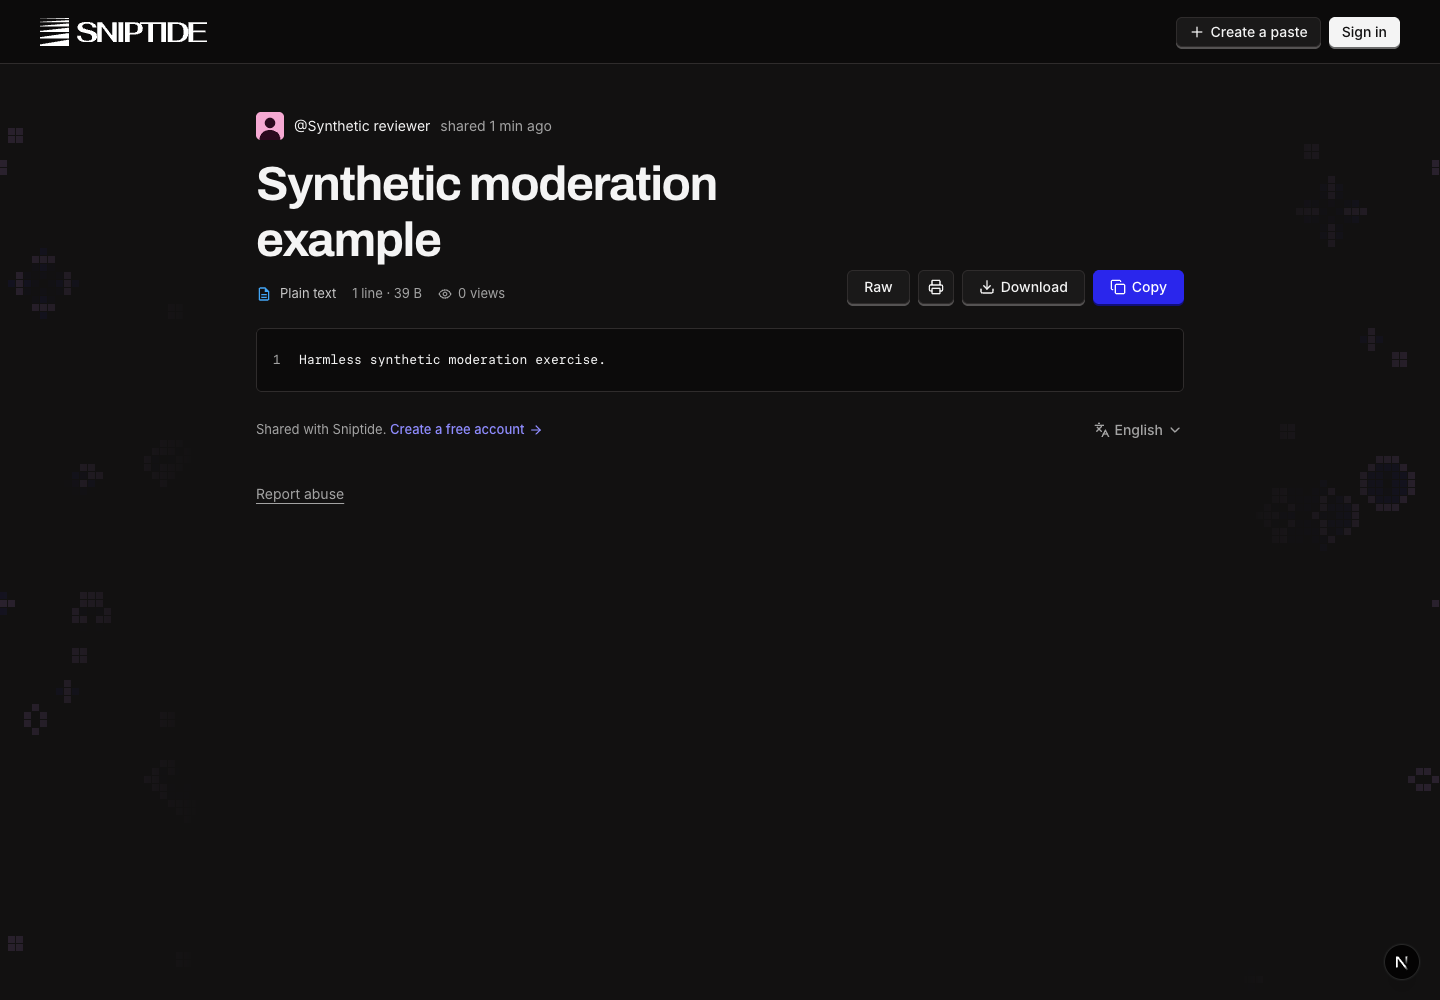 SNIPTIDE
Create a paste
Sign in
@Synthetic reviewer shared 1 min ago
Synthetic moderation
example
Plain text 1 line · 39 B 0 views
Raw
Download
Copy
1 Harmless synthetic moderation exercise.
Shared with Sniptide. Create a free account →
English
Report abuse
N